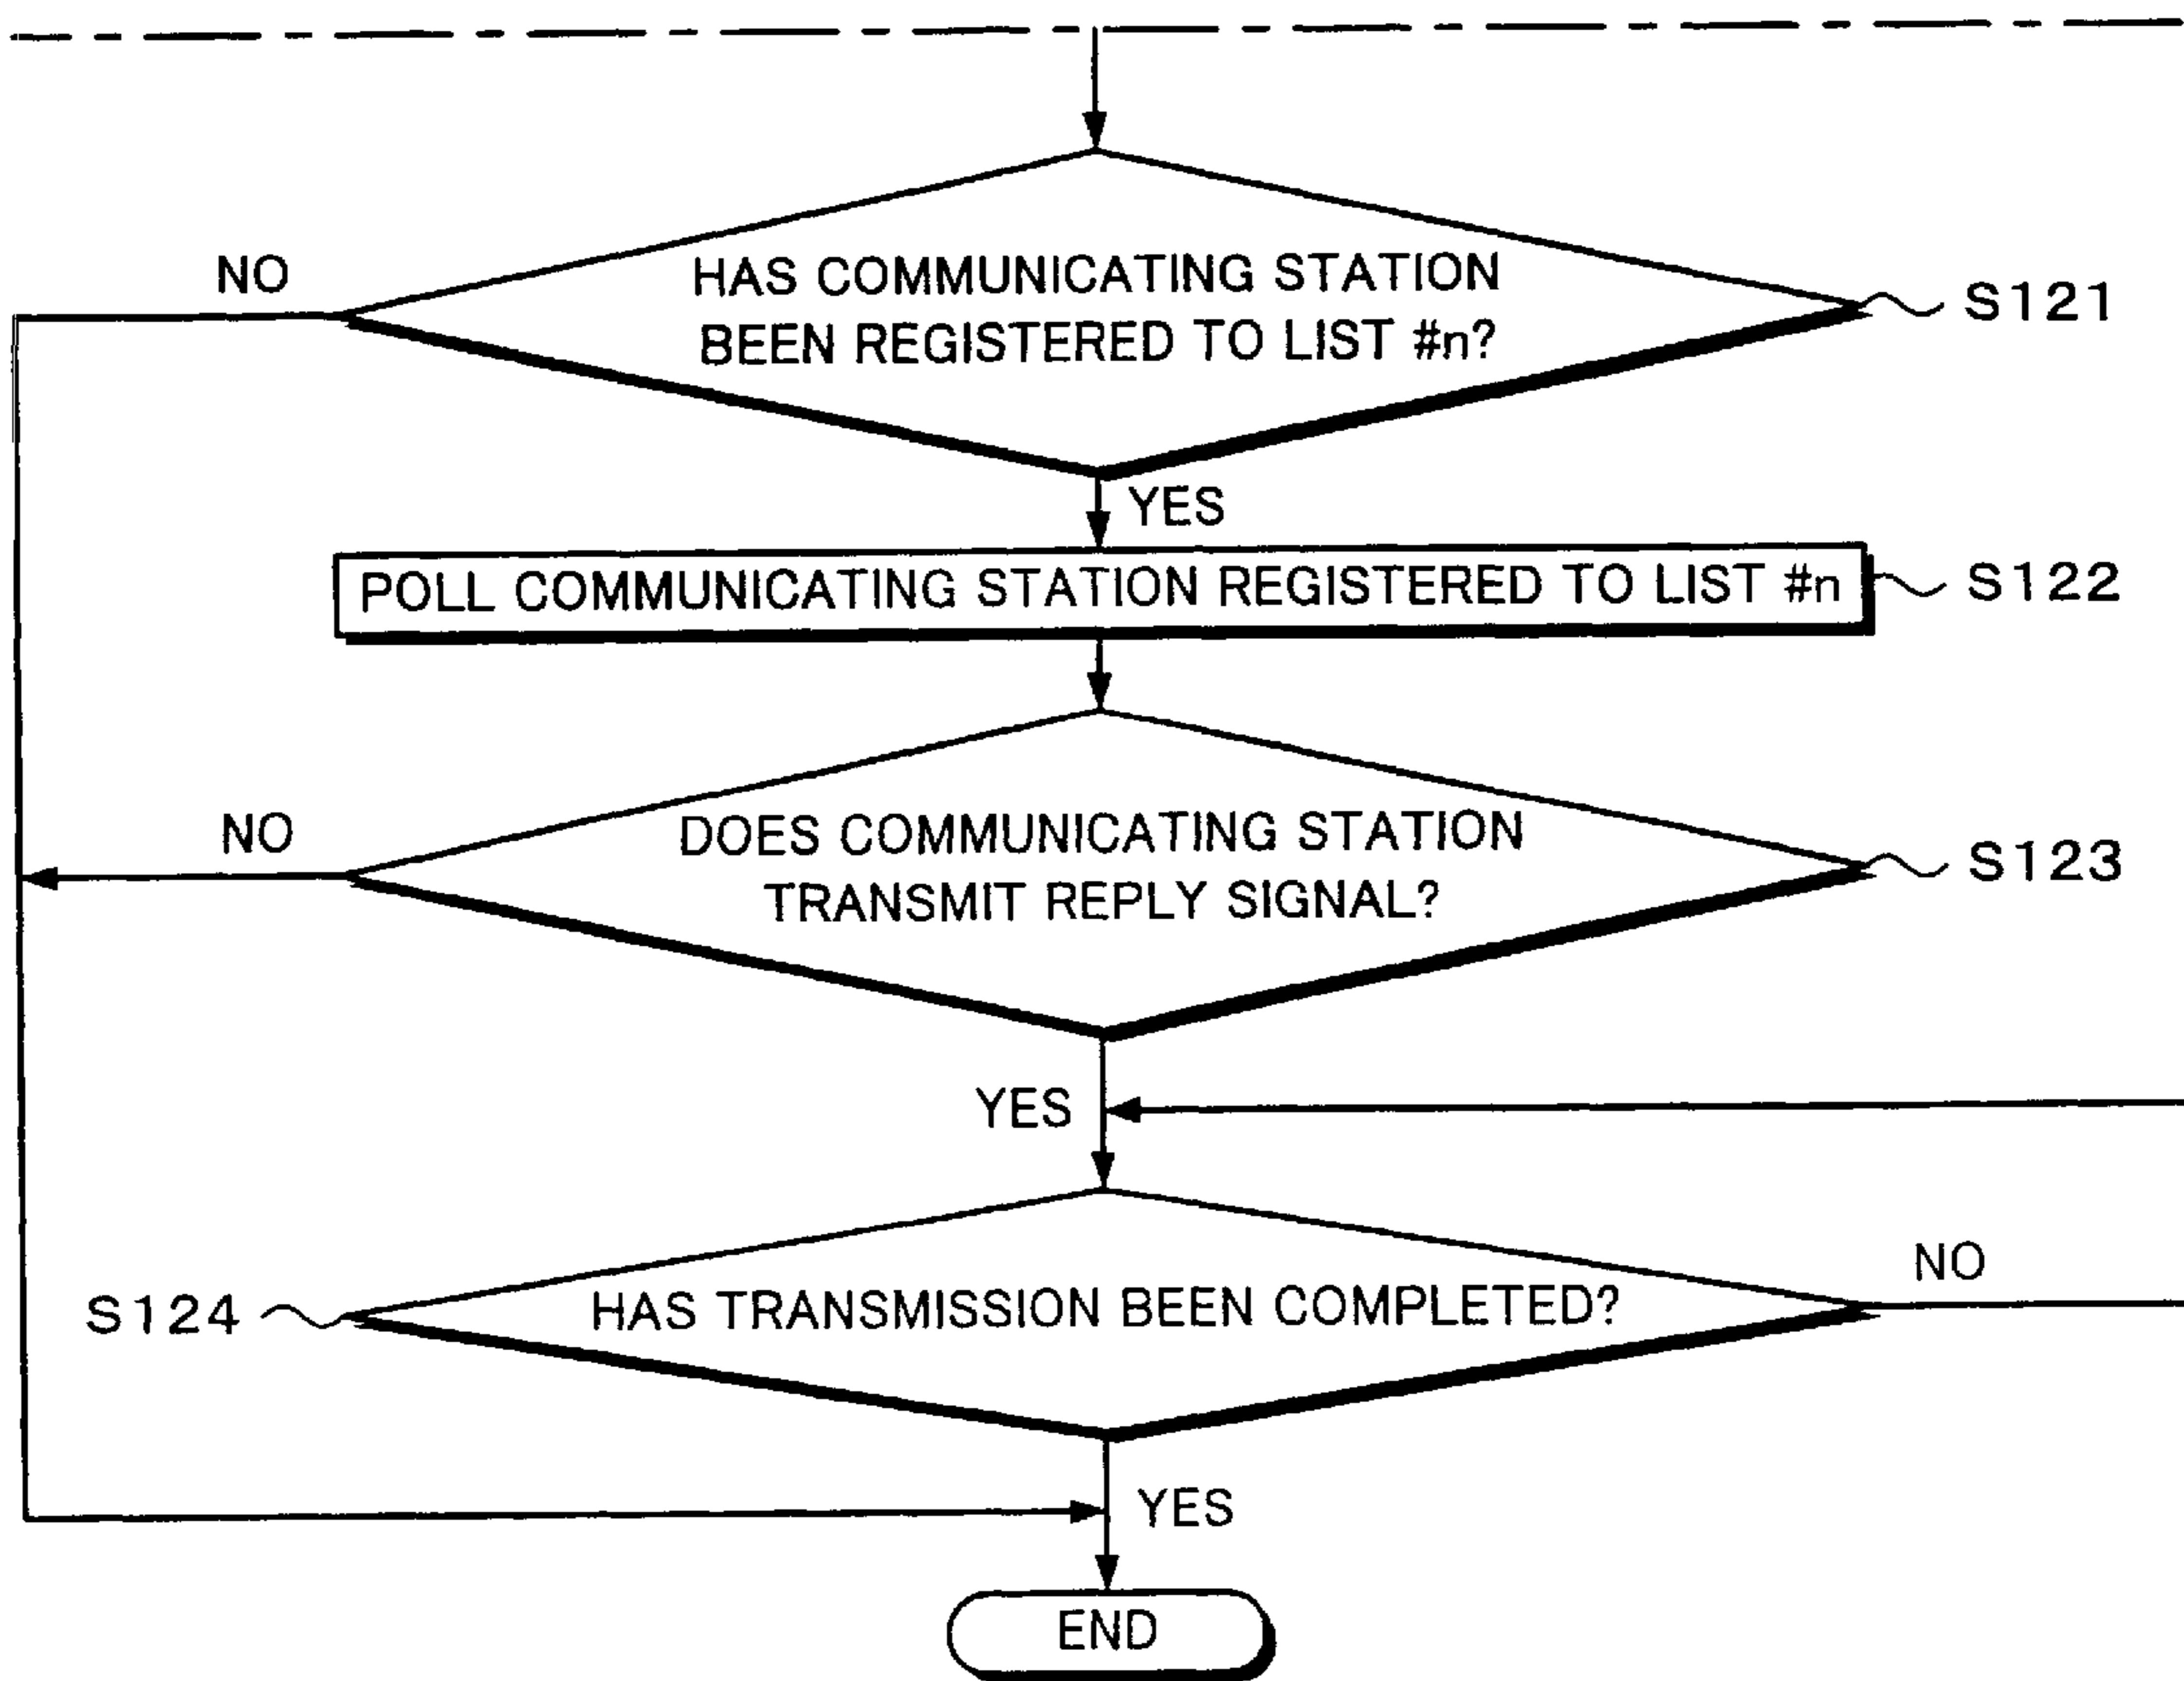 NO
HAS COMMUNICATING STATION
BEEN REGISTERED TO LIST #n?
S121
YES
POLL COMMUNICATING STATION REGISTERED TO LIST #n
S122
NO
DOES COMMUNICATING STATION
TRANSMIT REPLY SIGNAL?
S123
YES
NO
S124
HAS TRANSMISSION BEEN COMPLETED?
YES
END